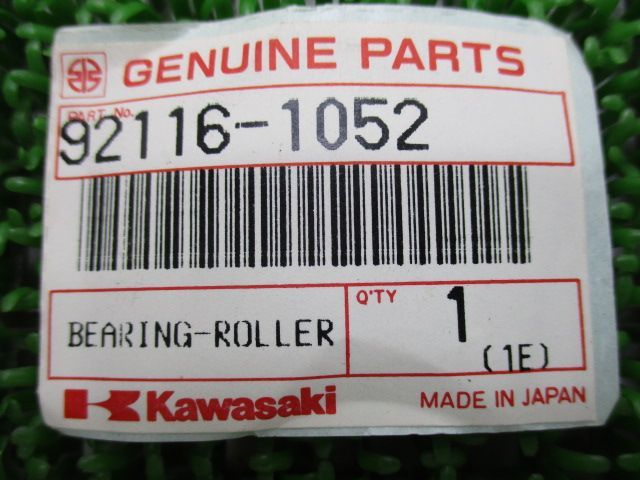 GENUINE PARTS
PART No.
92116-1052
BEARING-ROLLER
Q'TY
1
(1E)
Kawasaki
MADE IN JAPAN